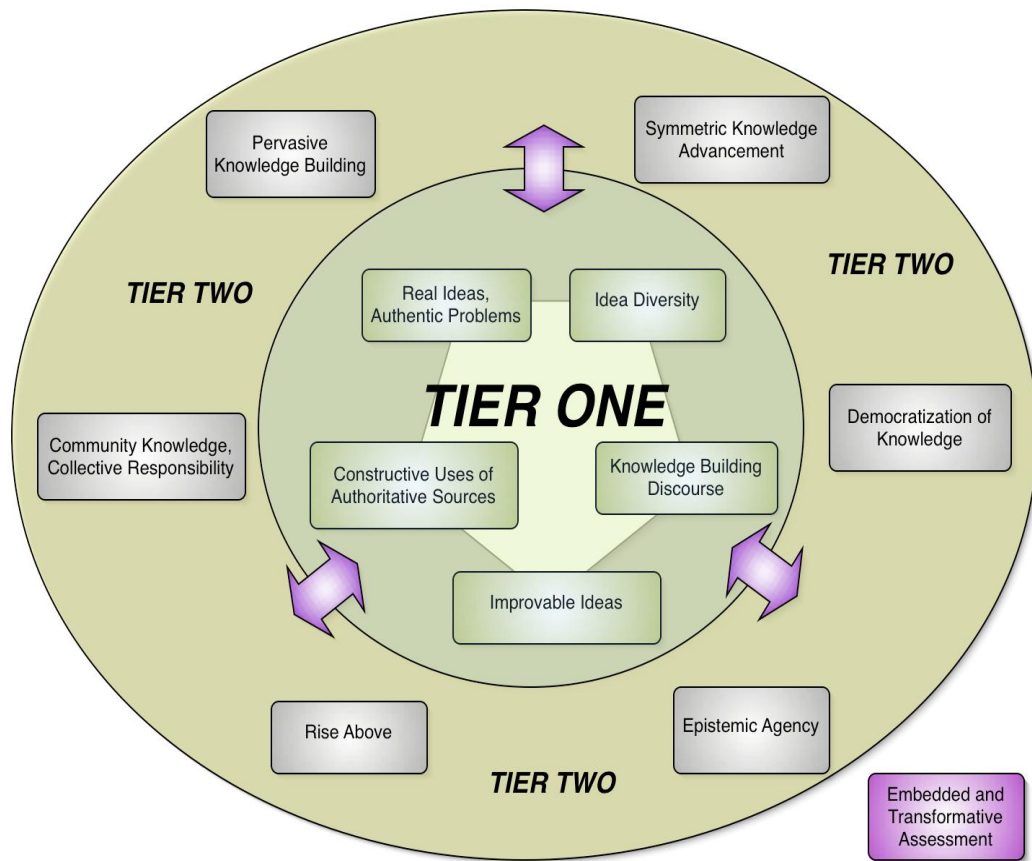 Symmetric Knowledge
Advancement
Pervasive
Knowledge Building
TIER TWO
TIER TWO
Real Ideas,
Authentic Problems
Idea Diversity
TIER ONE
Community Knowledge,
Collective Responsibility
Democratization of
Knowledge
Constructive Uses of
Authoritative Sources
Knowledge Building
Discourse
Improvable Ideas
Rise Above
Epistemic Agency
TIER TWO
Embedded and
Transformative
Assessment